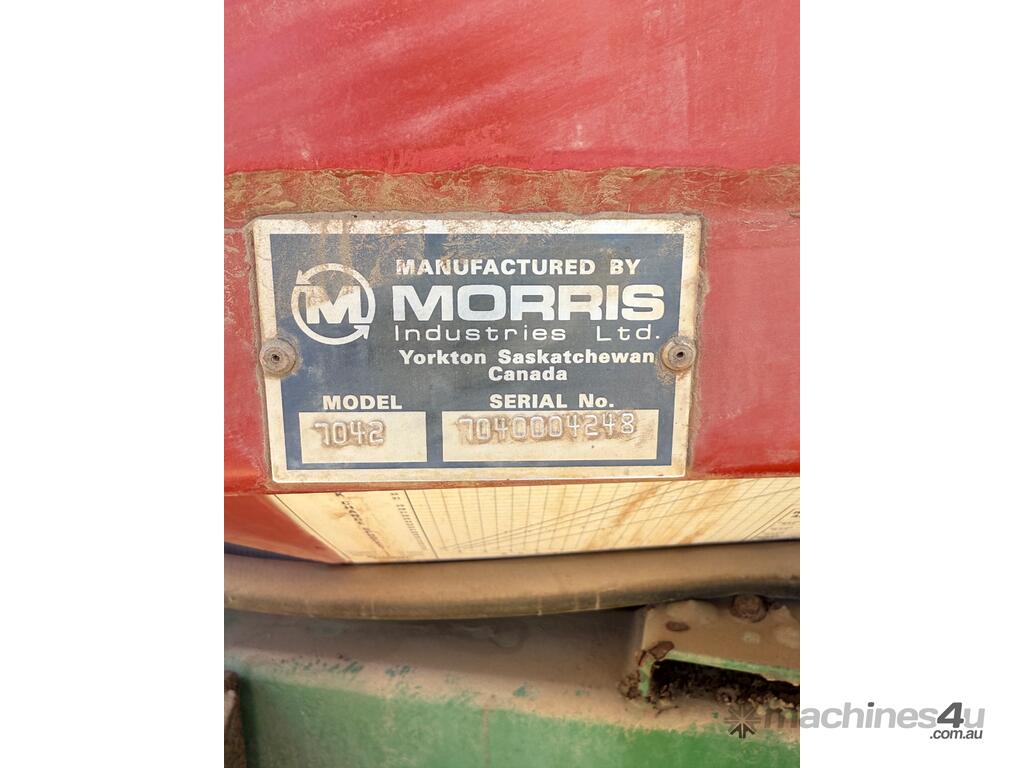 MANUFACTURED BY
M MORRIS
Industries Ltd.
Yorkton Saskatchewan
Canada
MODEL SERIAL No.
7042 7040004248
machines4u
.com.au